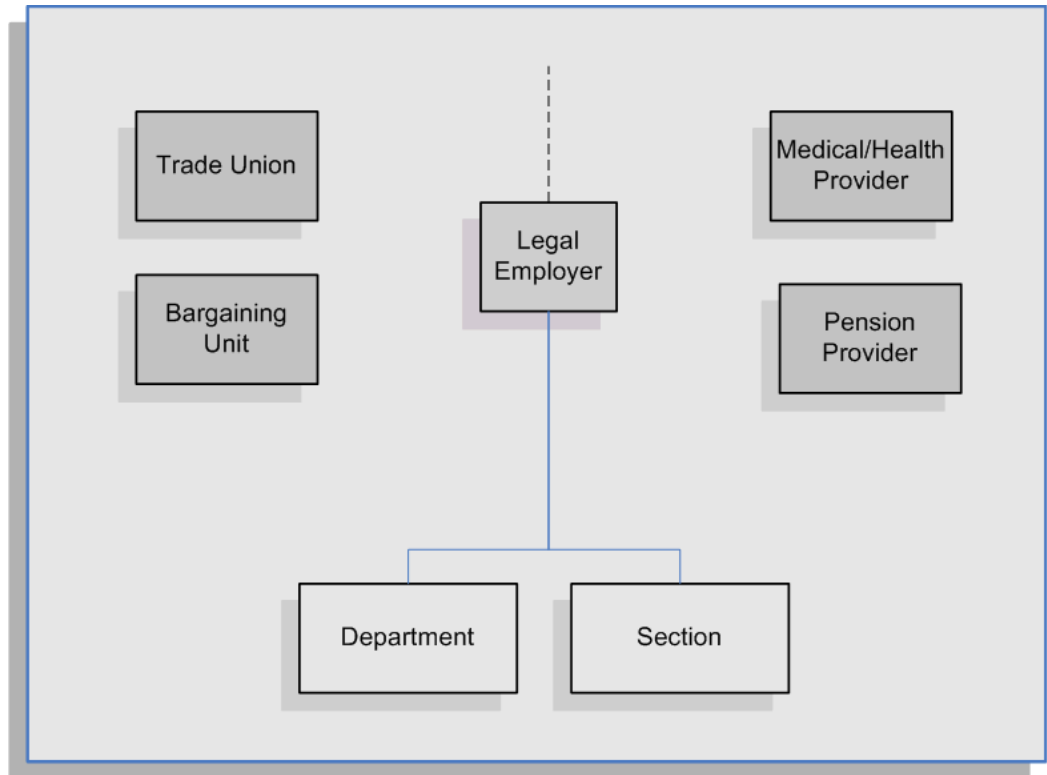 Trade Union
Bargaining
Unit
Legal
Employer
Medical/Health
Provider
Pension
Provider
Department
Section